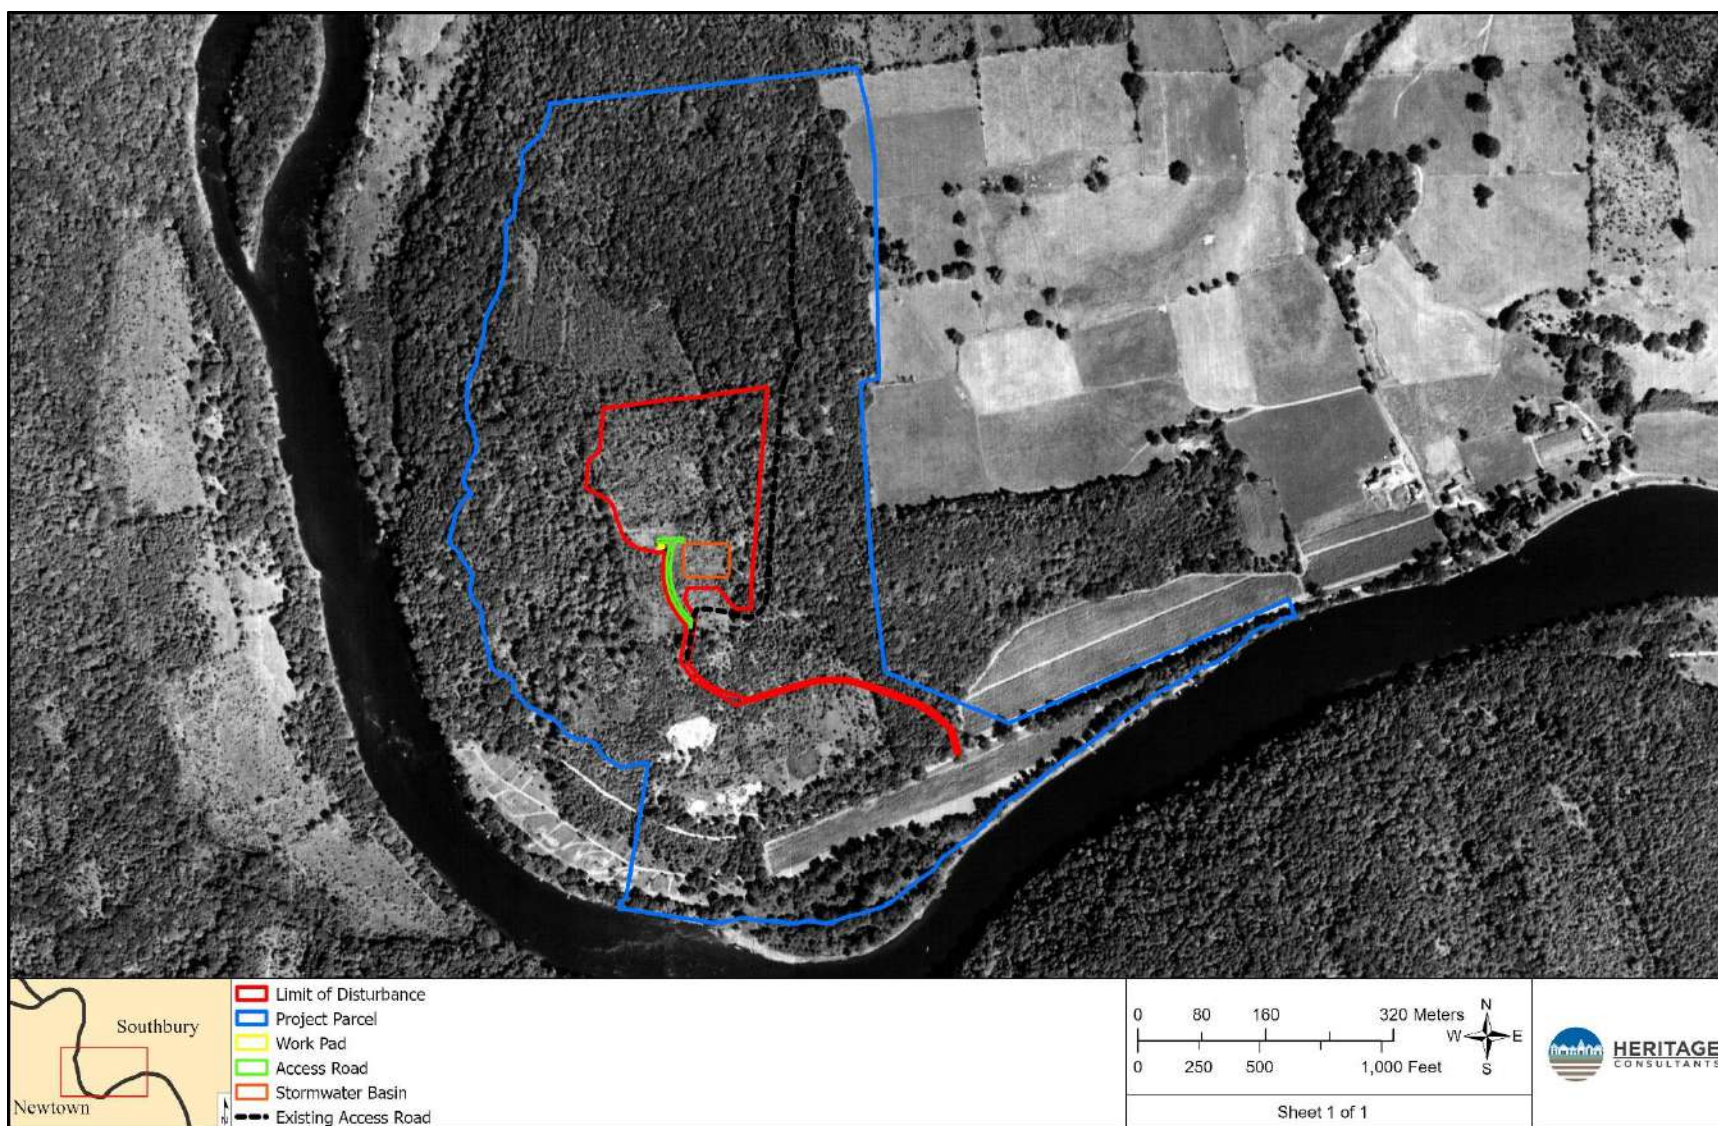 Southbury
Newtown
N
Limit of Disturbance
Project Parcel
Work Pad
Access Road
Stormwater Basin
Existing Access Road
0 80 160 320 Meters
0 250 500 1,000 Feet
N
W E
S
Sheet 1 of 1
HERITAGE
CONSULTANTS